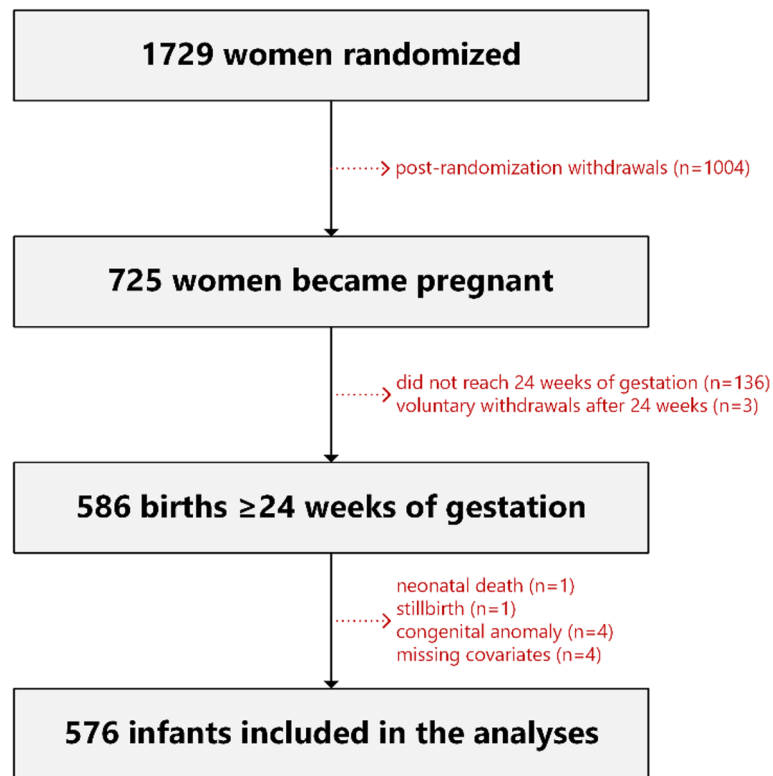 1729 women randomized
post-randomization withdrawals (n=1004)
725 women became pregnant
did not reach 24 weeks of gestation (n=136)
voluntary withdrawals after 24 weeks (n=3)
586 births ≥24 weeks of gestation
neonatal death (n=1)
stillbirth (n=1)
congenital anomaly (n=4)
missing covariates (n=4)
576 infants included in the analyses